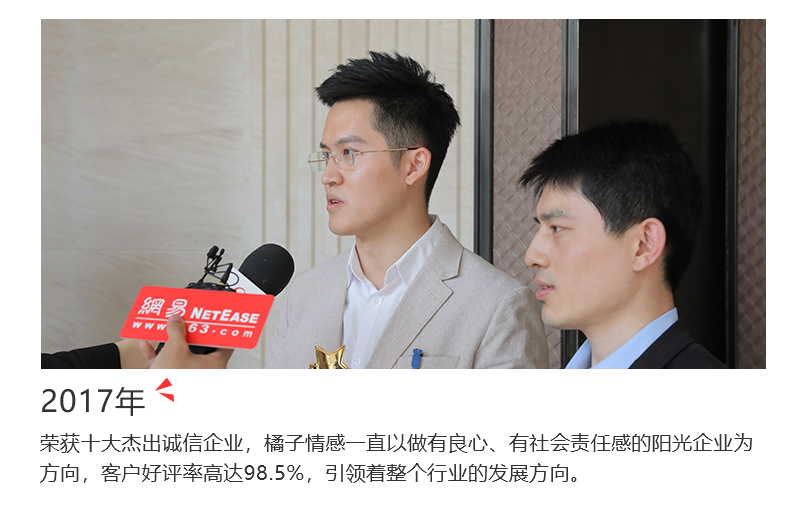 網易 NETEASE
www.163.com
2017年
荣获十大杰出诚信企业，橘子情感一直以做有良心、有社会责任感的阳光企业为
方向，客户好评率高达98.5%，引领着整个行业的发展方向。